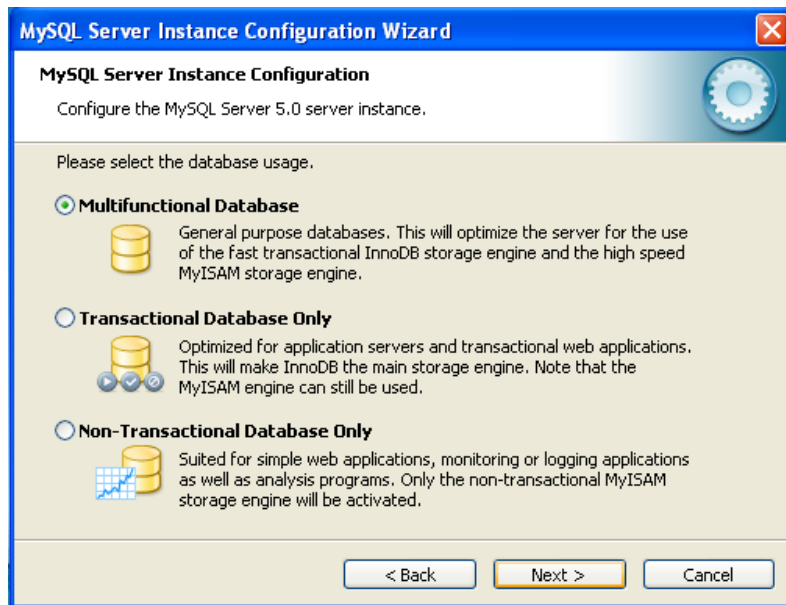 MySQL Server Instance Configuration Wizard
MySQL Server Instance Configuration
Configure the MySQL Server 5.0 server instance.
Please select the database usage.
Multifunctional Database
General purpose databases. This will optimize the server for the use
of the fast transactional InnoDB storage engine and the high speed
MyISAM storage engine.
Transactional Database Only
Optimized for application servers and transactional web applications.
This will make InnoDB the main storage engine. Note that the
MyISAM engine can still be used.
Non-Transactional Database Only
Suited for simple web applications, monitoring or logging applications
as well as analysis programs. Only the non-transactional MyISAM
storage engine will be activated.
< Back Next > Cancel